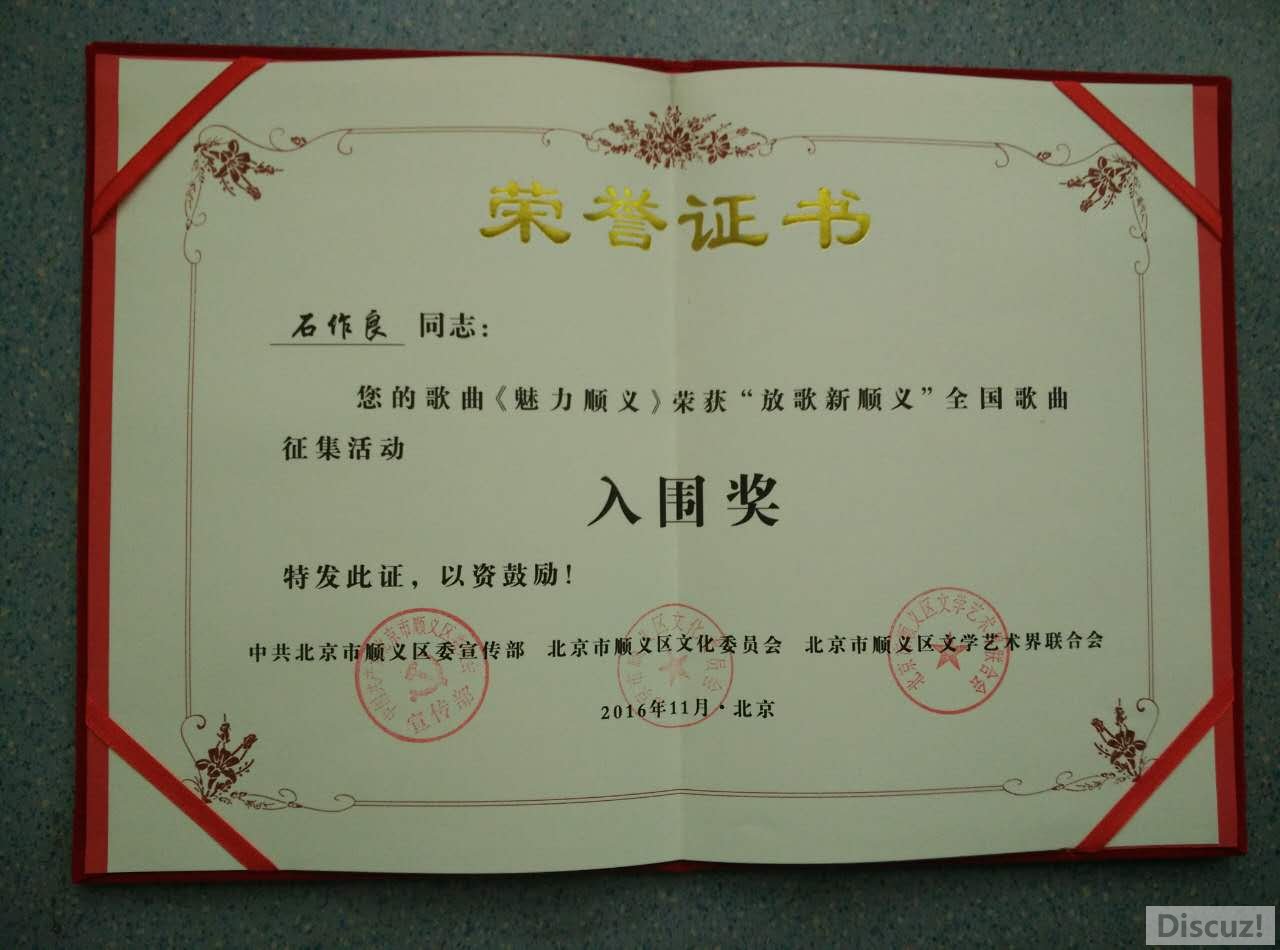 荣誉证书
石作良 同志：
您的歌曲《魅力顺义》荣获“放歌新顺义”全国歌曲
征集活动
入围奖
特发此证，以资鼓励！
中共北京市顺义区委宣传部 北京市顺义区文化委员会 北京市顺义区文学艺术界联合会
宣传部
2016年11月·北京
Discuz!